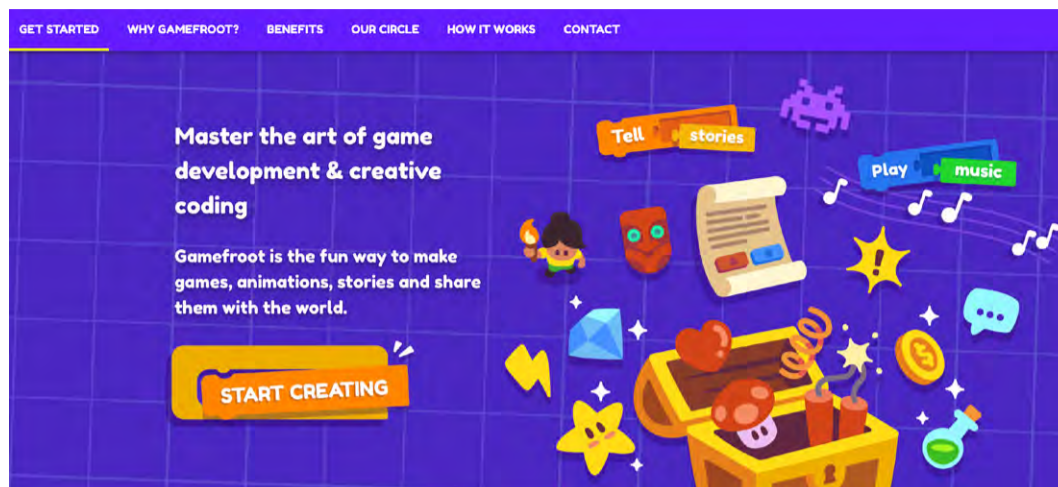 GET STARTED WHY GAMEFROOT? BENEFITS OUR CIRCLE HOW IT WORKS CONTACT
Master the art of game
development & creative
coding
Gamefroot is the fun way to make
games, animations, stories and share
them with the world.
START CREATING
Tell stories
Play music